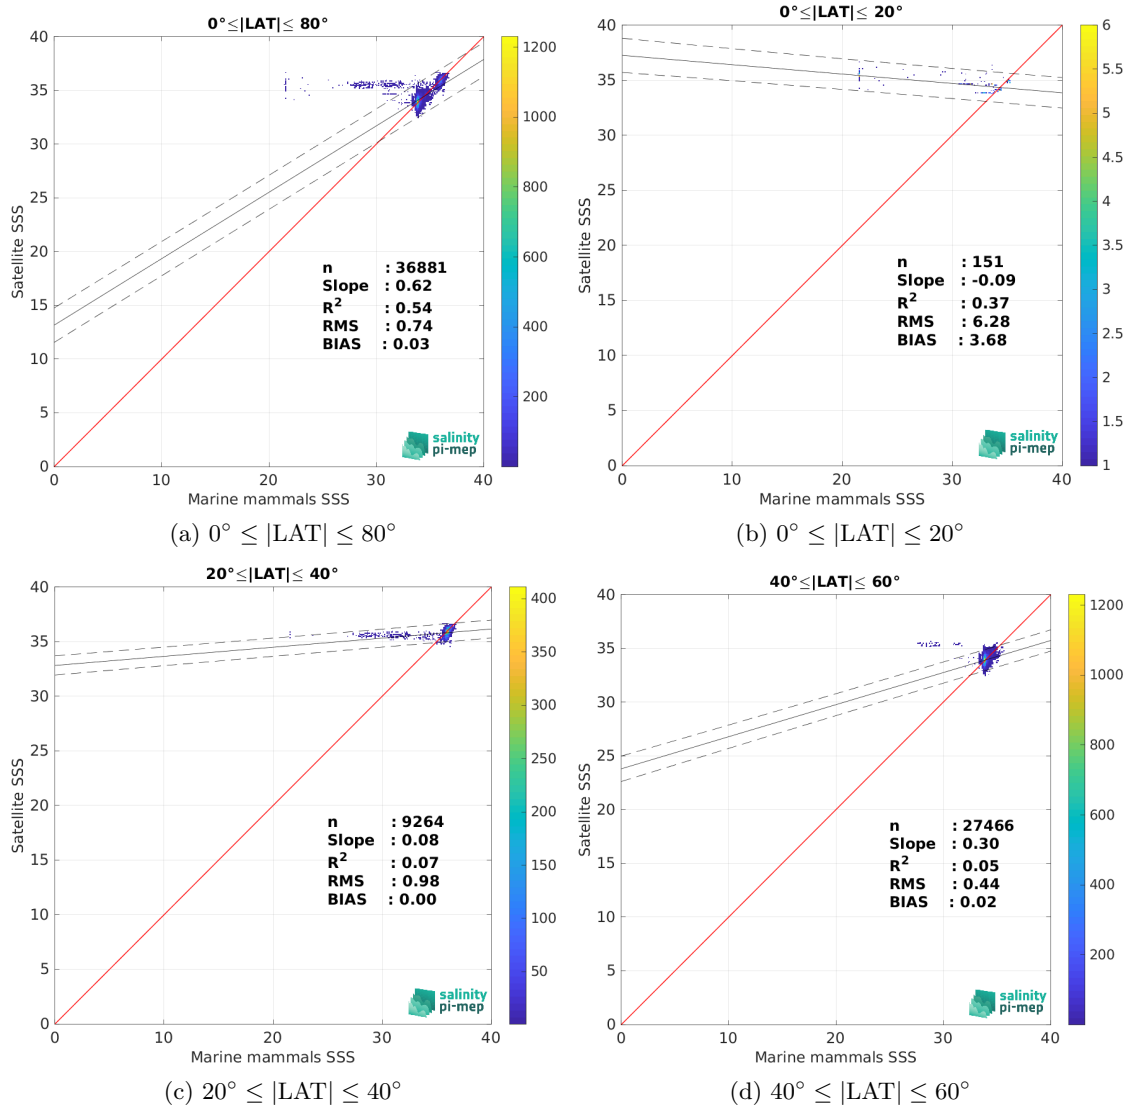 0°≤|LAT|≤ 80°
40
35
30
25
20
15
10
5
0
Satellite SSS
n : 36881
Slope : 0.62
R² : 0.54
RMS : 0.74
BIAS : 0.03
salinity
pi-mep
0 10 20 30 40
Marine mammals SSS
1200
1000
800
600
400
200
(a) 0° ≤ |LAT| ≤ 80°
0°≤|LAT|≤ 20°
40
35
30
25
20
15
10
5
0
Satellite SSS
n : 151
Slope : -0.09
R² : 0.37
RMS : 6.28
BIAS : 3.68
salinity
pi-mep
0 10 20 30 40
Marine mammals SSS
6
5.5
5
4.5
4
3.5
3
2.5
2
1.5
1
(b) 0° ≤ |LAT| ≤ 20°
20°≤|LAT|≤ 40°
40
35
30
25
20
15
10
5
0
Satellite SSS
n : 9264
Slope : 0.08
R² : 0.07
RMS : 0.98
BIAS : 0.00
salinity
pi-mep
0 10 20 30 40
Marine mammals SSS
400
350
300
250
200
150
100
50
(c) 20° ≤ |LAT| ≤ 40°
40°≤|LAT|≤ 60°
40
35
30
25
20
15
10
5
0
Satellite SSS
n : 27466
Slope : 0.30
R² : 0.05
RMS : 0.44
BIAS : 0.02
salinity
pi-mep
0 10 20 30 40
Marine mammals SSS
1200
1000
800
600
400
200
(d) 40° ≤ |LAT| ≤ 60°